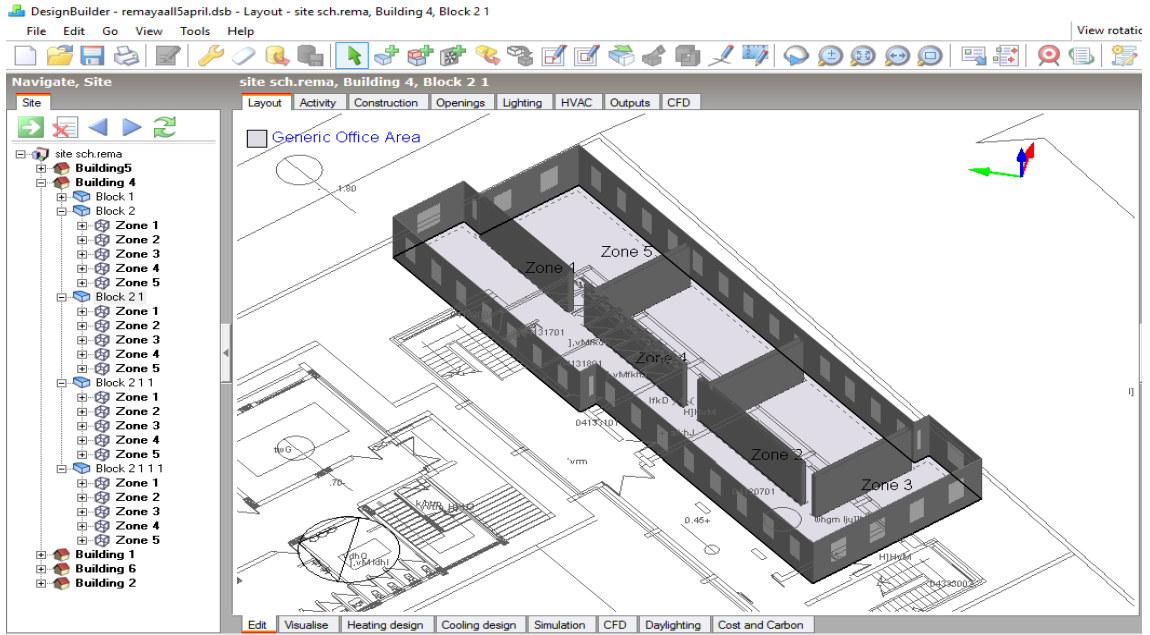 DesignBuilder - remayaall5april.dsb - Layout - site sch.rema, Building 4, Block 2 1
File Edit Go View Tools Help
View rotatic
Navigate, Site
site sch.rema, Building 4, Block 2 1
Site
Layout Activity Construction Openings Lighting HVAC Outputs CFD
Generic Office Area
site sch.rema
Building5
Building 4
Block 1
Block 2
Zone 1
Zone 2
Zone 3
Zone 4
Zone 5
Block 2 1
Zone 1
Zone 2
Zone 3
Zone 4
Zone 5
Block 2 1 1
Zone 1
Zone 2
Zone 3
Zone 4
Zone 5
Block 2 1 1 1
Zone 1
Zone 2
Zone 3
Zone 4
Zone 5
Building 1
Building 6
Building 2
1.80
Zone 5
Zone 1
Zone 4
Zone 2
Zone 3
04133101
'vrm
0.45+
.70-
Edit Visualise Heating design Cooling design Simulation CFD Daylighting Cost and Carbon